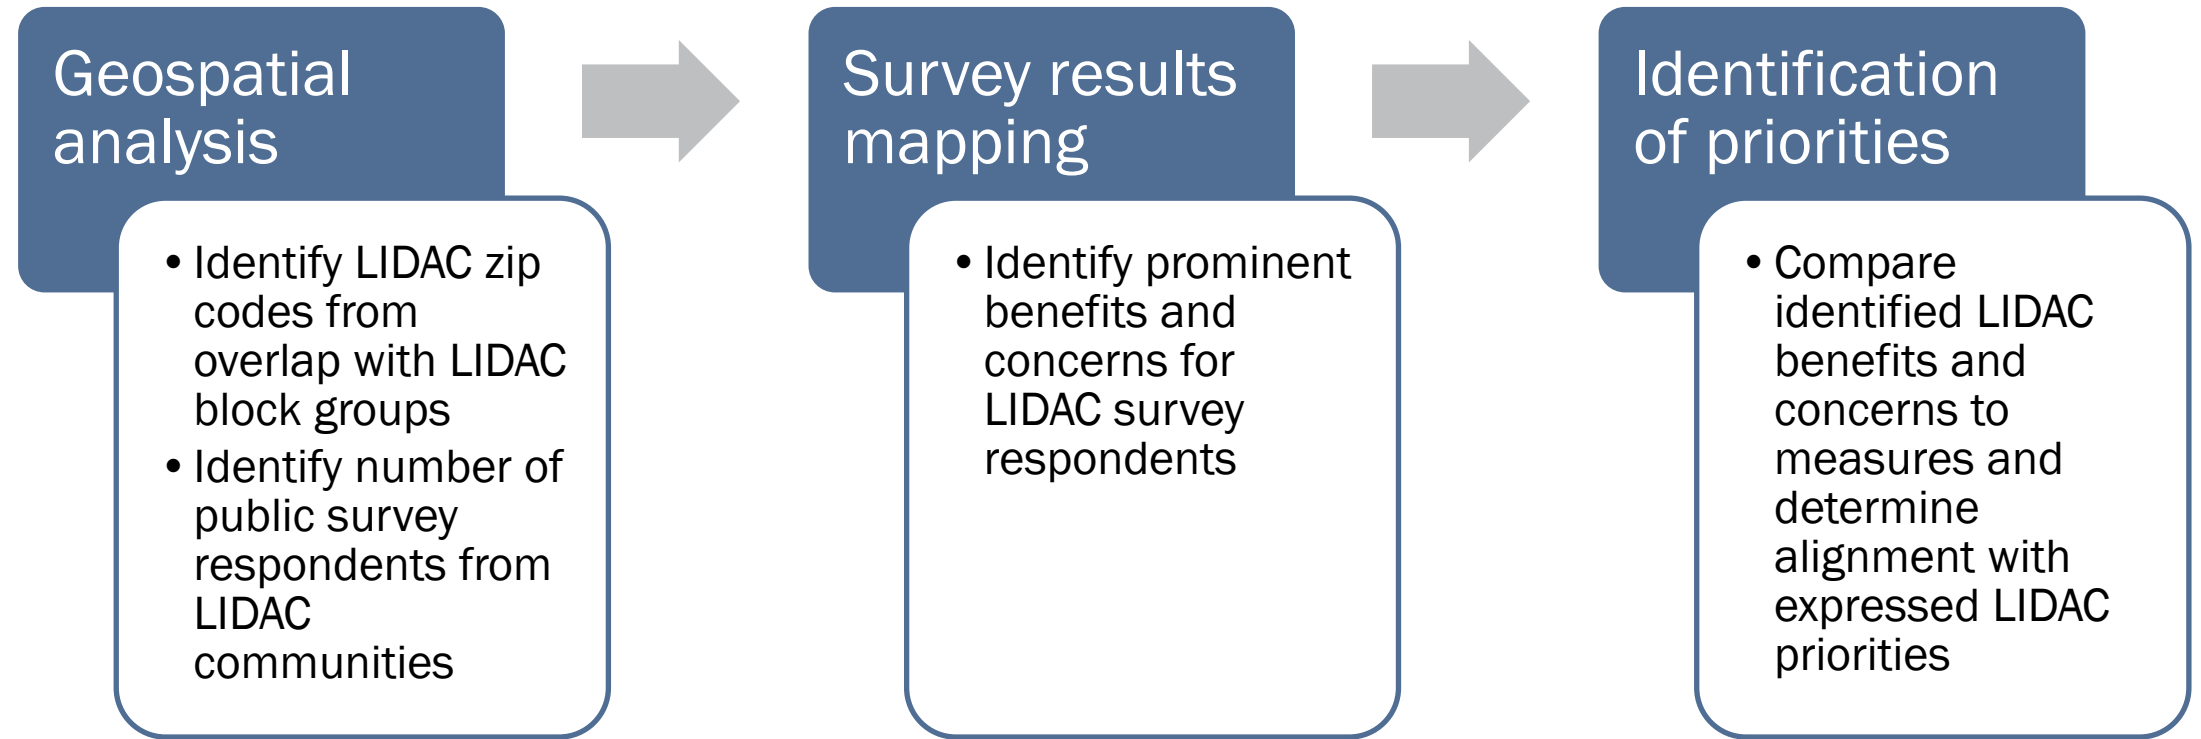 Geospatial
analysis
• Identify LIDAC zip
codes from
overlap with LIDAC
block groups
• Identify number of
public survey
respondents from
LIDAC
communities
Survey results
mapping
• Identify prominent
benefits and
concerns for
LIDAC survey
respondents
Identification
of priorities
• Compare
identified LIDAC
benefits and
concerns to
measures and
determine
alignment with
expressed LIDAC
priorities